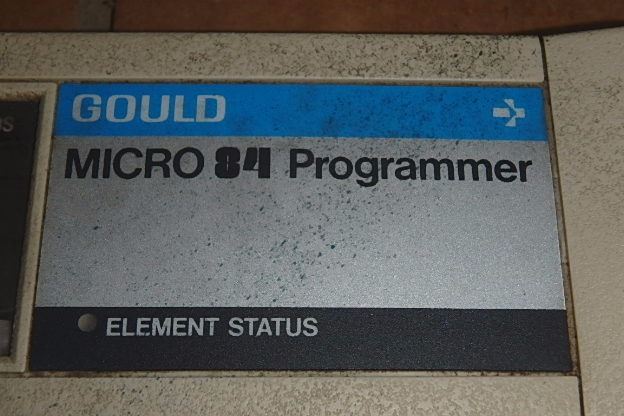 GOULD
MICRO 84 Programmer
ELEMENT STATUS